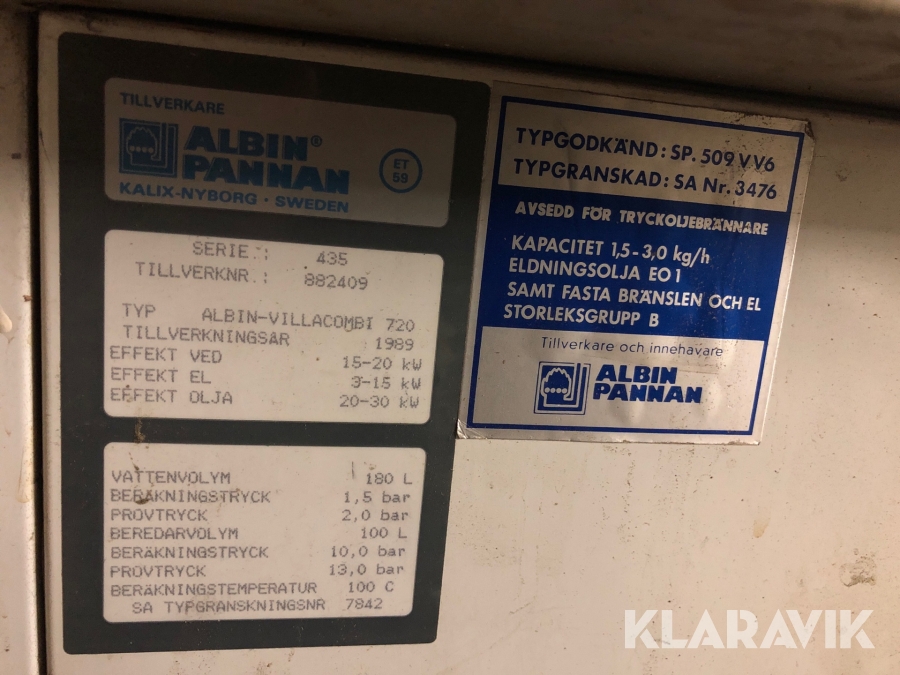 TILLVERKARE
ALBIN®
PANNAN
KALIX-NYBORG · SWEDEN
ET
59
SERIE.: 435
TILLVERKNR.: 882409
TYP ALBIN-VILLACOMBI 720
TILLVERKNINGSÅR 1989
EFFEKT VED 15-20 kW
EFFEKT EL 3-15 kW
EFFEKT OLJA 20-30 kW
VATTENVOLYM 180 L
BERÄKNINGSTRYCK 1,5 bar
PROVTRYCK 2,0 bar
BEREDARVOLYM 100 L
BERÄKNINGSTRYCK 10,0 bar
PROVTRYCK 13,0 bar
BERÄKNINGSTEMPERATUR 100 C
SA TYPGRANSKNINGSNR 7842
TYPGODKÄND: SP. 509 VV6
TYPGRANSKAD: SA Nr. 3476
AVSEDD FÖR TRYCKOLJEBRÄNNARE
KAPACITET 1,5-3,0 kg/h
ELDNINGSOLJA EO 1
SAMT FASTA BRÄNSLEN OCH EL
STORLEKSGRUPP B
Tillverkare och innehavare
ALBIN
PANNAN
KLARAVIK